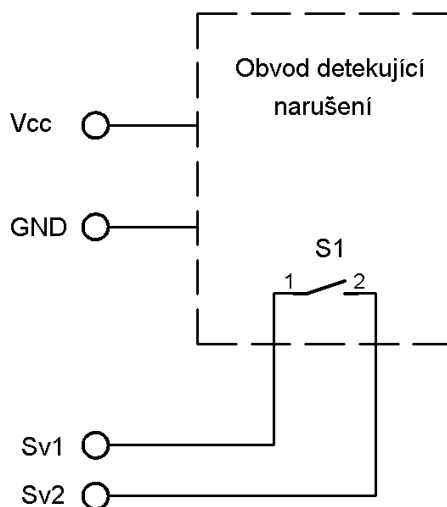 Obvod detekující
narušení
Vcc
GND
S1
1 2
Sv1
Sv2